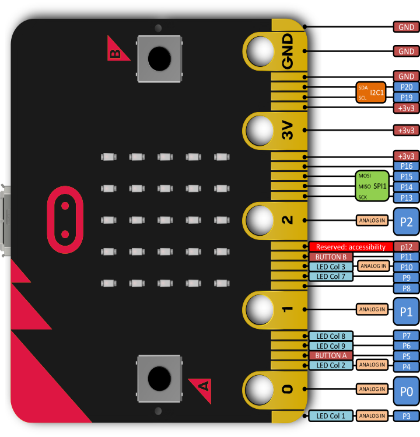 GND
GND
GND
SDA P20
SCL I2C1 P19
+3v3
+3v3
+3v3
P16
MOSI P15
MISO SPI1 P14
SCK P13
ANALOG IN P2
Reserved: accessibility p12
BUTTON B P11
LED Col 3 ANALOG IN P10
LED Col 7 P9
P8
ANALOG IN P1
LED Col 8 P7
LED Col 9 P6
BUTTON A P5
LED Col 2 ANALOG IN P4
ANALOG IN P0
LED Col 1 ANALOG IN P3
B
GND
3V
2
1
A
0